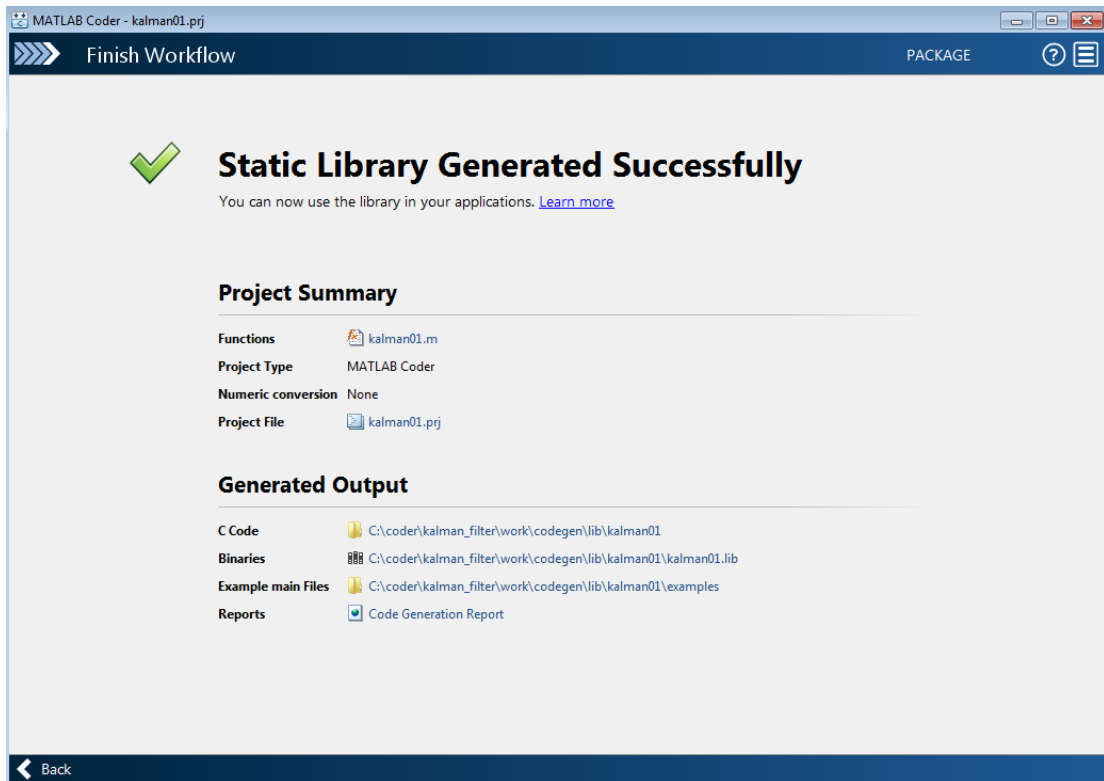 MATLAB Coder - kalman01.prj
Finish Workflow PACKAGE ?
Static Library Generated Successfully
You can now use the library in your applications. Learn more
Project Summary
Functions kalman01.m
Project Type MATLAB Coder
Numeric conversion None
Project File kalman01.prj
Generated Output
C Code C:\coder\kalman_filter\work\codegen\lib\kalman01
Binaries C:\coder\kalman_filter\work\codegen\lib\kalman01\kalman01.lib
Example main Files C:\coder\kalman_filter\work\codegen\lib\kalman01\examples
Reports Code Generation Report
Back